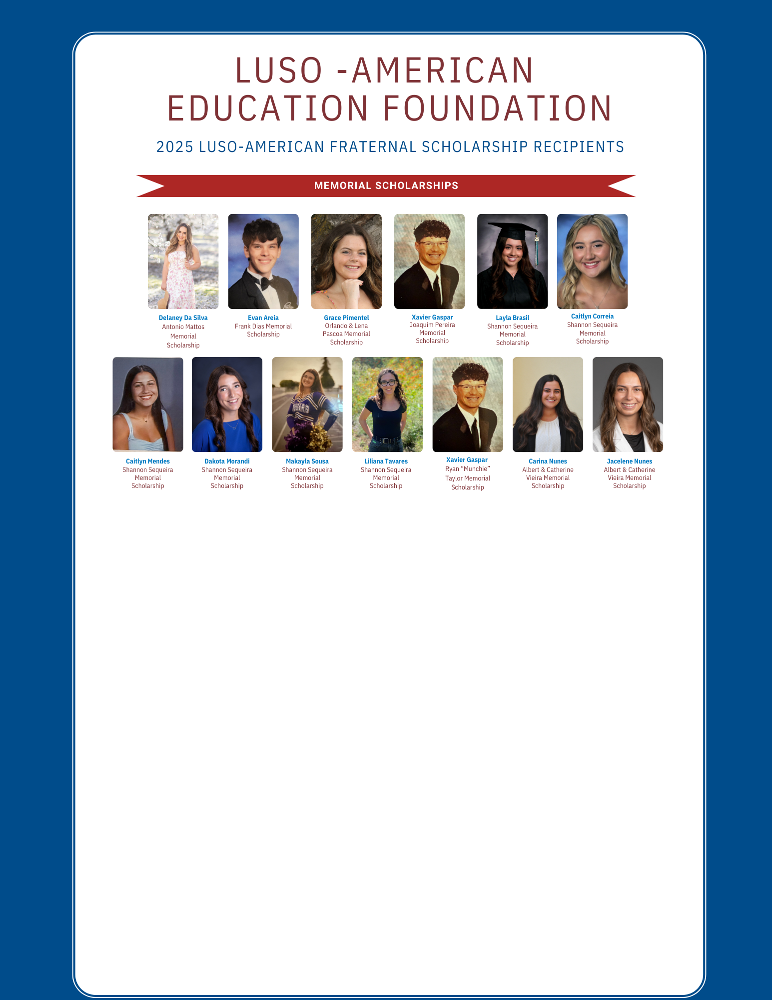 LUSO -AMERICAN
EDUCATION FOUNDATION
2025 LUSO-AMERICAN FRATERNAL SCHOLARSHIP RECIPIENTS
MEMORIAL SCHOLARSHIPS
25
Delaney Da Silva
Antonio Mattos
Memorial
Scholarship
Evan Areia
Frank Dias Memorial
Scholarship
Grace Pimentel
Orlando & Lena
Pascoa Memorial
Scholarship
Xavier Gaspar
Joaquim Pereira
Memorial
Scholarship
Layla Brasil
Shannon Sequeira
Memorial
Scholarship
Caitlyn Correia
Shannon Sequeira
Memorial
Scholarship
Caitlyn Mendes
Shannon Sequeira
Memorial
Scholarship
Dakota Morandi
Shannon Sequeira
Memorial
Scholarship
Makayla Sousa
Shannon Sequeira
Memorial
Scholarship
Liliana Tavares
Shannon Sequeira
Memorial
Scholarship
Xavier Gaspar
Ryan “Munchie”
Taylor Memorial
Scholarship
Carina Nunes
Albert & Catherine
Vieira Memorial
Scholarship
Jacelene Nunes
Albert & Catherine
Vieira Memorial
Scholarship